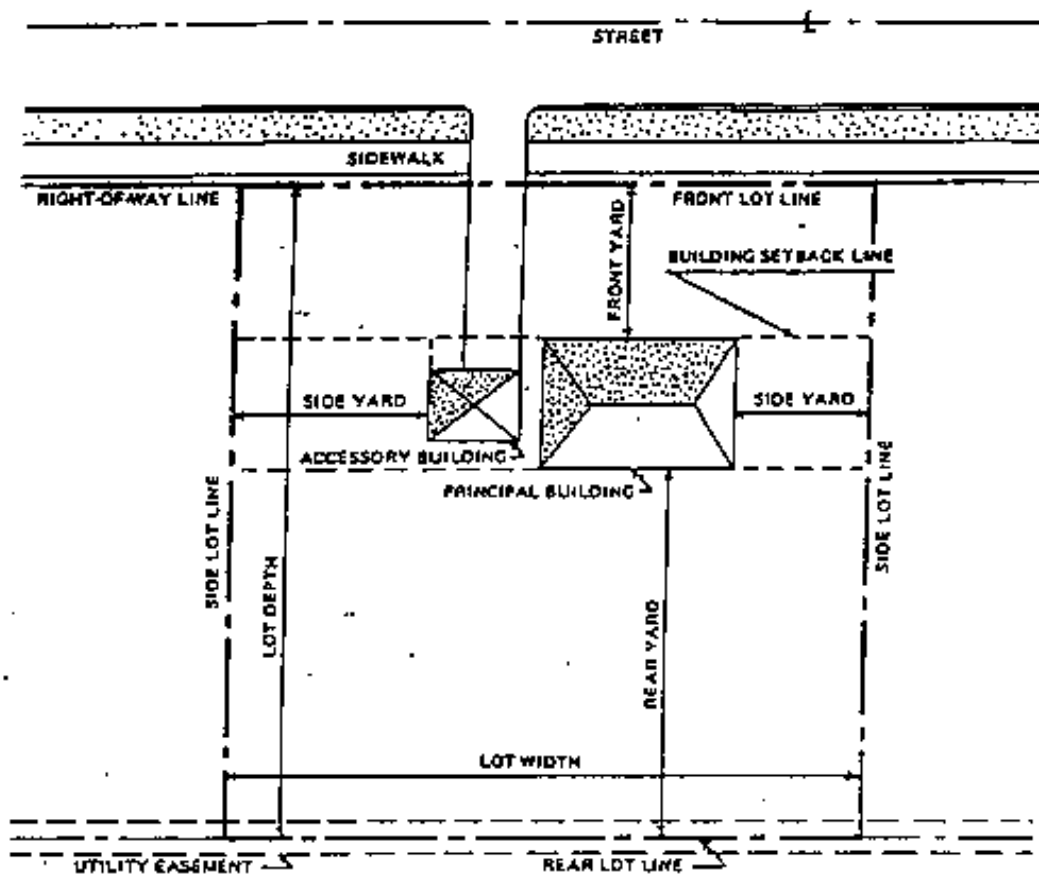 STREET
SIDEWALK
RIGHT-OF-WAY LINE
FRONT LOT LINE
FRONT YARD
BUILDING SETBACK LINE
SIDE YARD
SIDE YARD
ACCESSORY BUILDING
PRINCIPAL BUILDING
SIDE LOT LINE
LOT DEPTH
REAR YARD
SIDE LOT LINE
LOT WIDTH
UTILITY EASEMENT
REAR LOT LINE